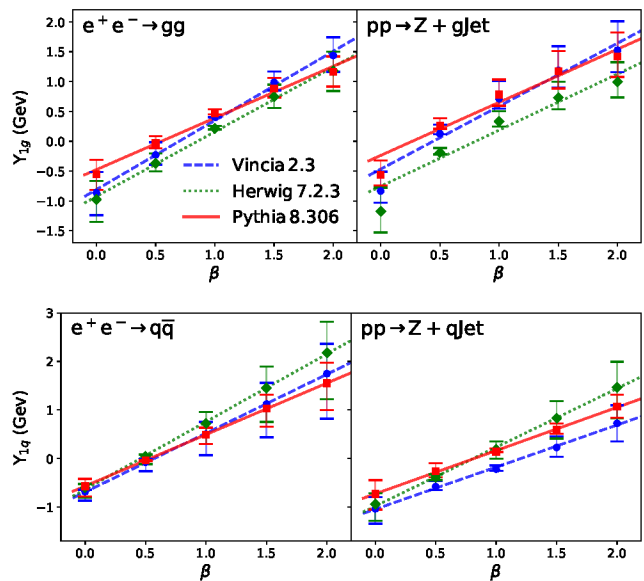 e⁺e⁻→gg
pp→Z+gJet
2.0
1.5
1.0
0.5
0.0
−0.5
−1.0
−1.5
Y₁g (Gev)
Vincia 2.3
Herwig 7.2.3
Pythia 8.306
0.0 0.5 1.0 1.5 2.0
0.0 0.5 1.0 1.5 2.0
β
β
e⁺e⁻→qq̅
pp→Z+qJet
3
2
1
0
−1
Y₁q (Gev)
0.0 0.5 1.0 1.5 2.0
0.0 0.5 1.0 1.5 2.0
β
β